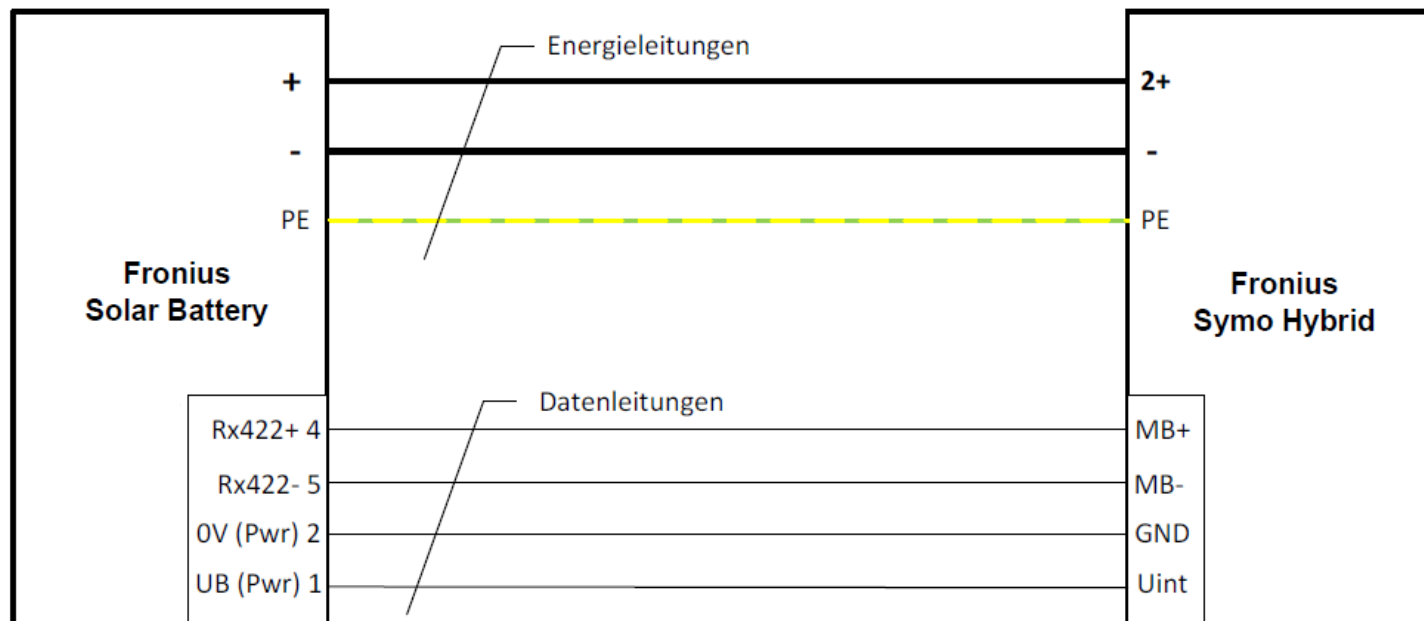 Energieleitungen
+ 2+
- -
PE PE
Fronius
Solar Battery
Fronius
Symo Hybrid
Datenleitungen
Rx422+ 4 MB+
Rx422- 5 MB-
0V (Pwr) 2 GND
UB (Pwr) 1 Uint